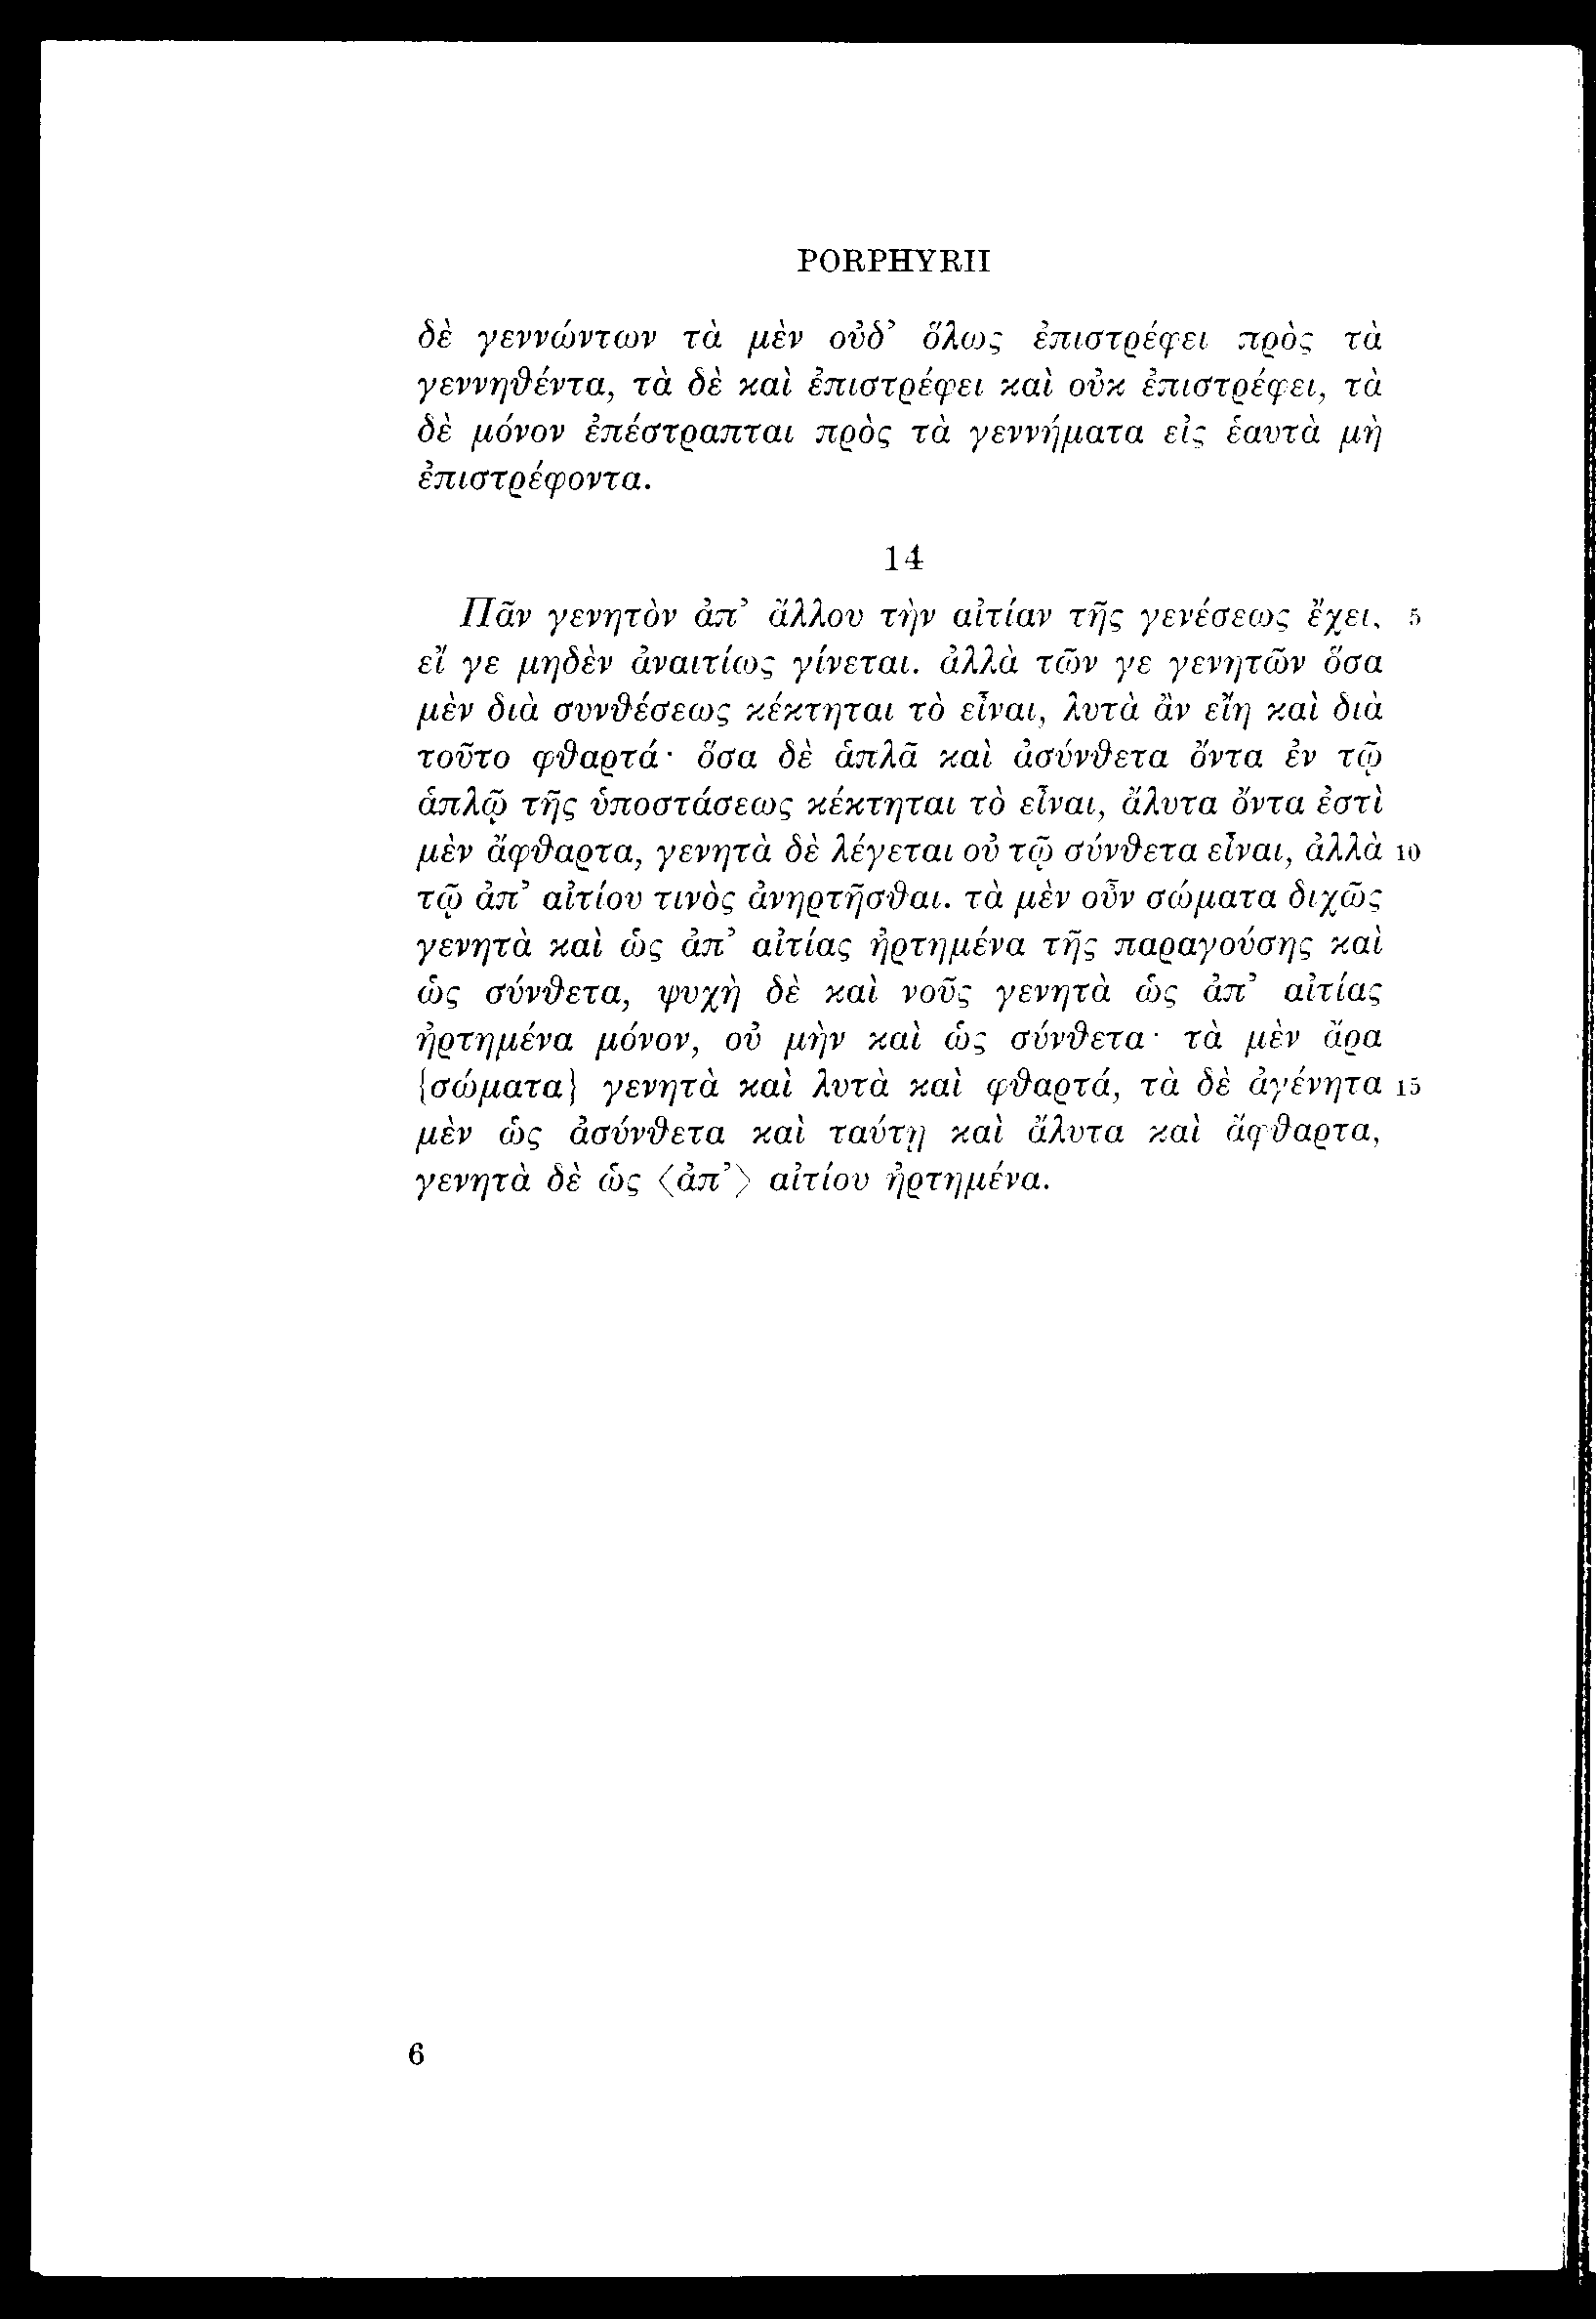 PORPHYRII
δὲ γεννώντων τὰ μὲν οὐδ’ ὅλως ἐπιστρέφει πρὸς τὰ
γεννηθέντα, τὰ δὲ καὶ ἐπιστρέφει καὶ οὐκ ἐπιστρέφει, τὰ
δὲ μόνον ἐπέστραπται πρὸς τὰ γεννήματα εἰς ἑαυτὰ μὴ
ἐπιστρέφοντα.
14
Πᾶν γενητὸν ἀπ’ ἄλλου τὴν αἰτίαν τῆς γενέσεως ἔχει, 5
εἴ γε μηδὲν ἀναιτίως γίνεται. ἀλλὰ τῶν γε γενητῶν ὅσα
μὲν διὰ συνθέσεως κέκτηται τὸ εἶναι, λυτὰ ἂν εἴη καὶ διὰ
τοῦτο φθαρτά· ὅσα δὲ ἁπλᾶ καὶ ἀσύνθετα ὄντα ἐν τῷ
ἁπλῷ τῆς ὑποστάσεως κέκτηται τὸ εἶναι, ἄλυτα ὄντα ἐστὶ
μὲν ἄφθαρτα, γενητὰ δὲ λέγεται οὐ τῷ σύνθετα εἶναι, ἀλλὰ 10
τῷ ἀπ’ αἰτίου τινὸς ἀνηρτῆσθαι. τὰ μὲν οὖν σώματα διχῶς
γενητὰ καὶ ὡς ἀπ’ αἰτίας ἠρτημένα τῆς παραγούσης καὶ
ὡς σύνθετα, ψυχὴ δὲ καὶ νοῦς γενητὰ ὡς ἀπ’ αἰτίας
ἠρτημένα μόνον, οὐ μὴν καὶ ὡς σύνθετα· τὰ μὲν ἄρα
{σώματα} γενητὰ καὶ λυτὰ καὶ φθαρτά, τὰ δὲ ἀγένητα 15
μὲν ὡς ἀσύνθετα καὶ ταύτῃ καὶ ἄλυτα καὶ ἄφθαρτα,
γενητὰ δὲ ὡς ⟨ἀπ’⟩ αἰτίου ἠρτημένα.
6